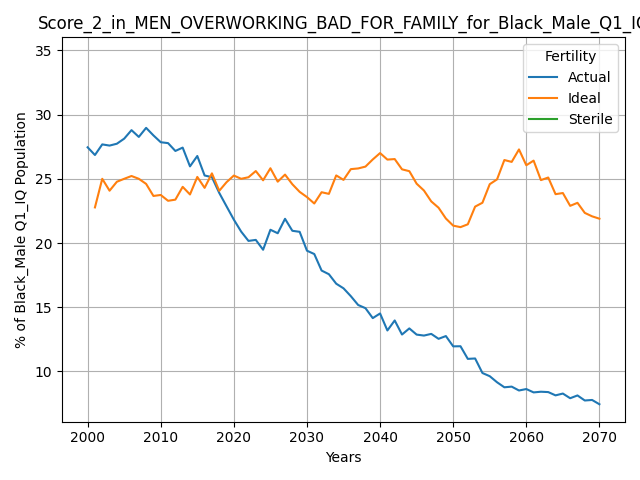 Score_2_in_MEN_OVERWORKING_BAD_FOR_FAMILY_for_Black_Male_Q1_IQ
35
30
25
20
15
10
% of Black_Male Q1_IQ Population
2000 2010 2020 2030 2040 2050 2060 2070
Years
Fertility
Actual
Ideal
Sterile